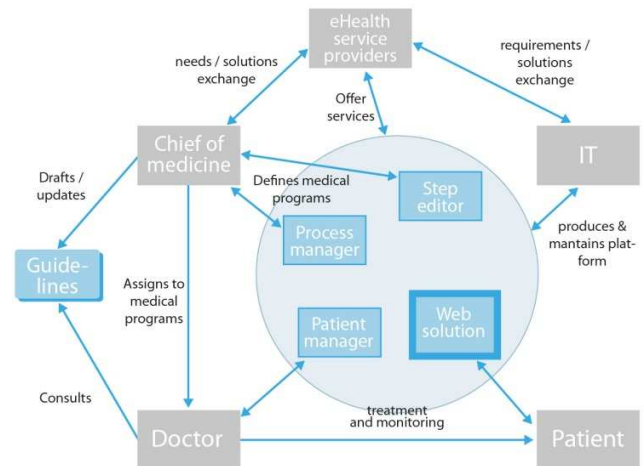 eHealth
service
providers
needs / solutions
exchange
requirements /
solutions
exchange
Offer
services
Chief of
medicine
IT
Drafts /
updates
Defines medical
programs
Step
editor
Process
manager
produces &
mantains plat-
form
Guide-
lines
Assigns to
medical
programs
Patient
manager
Web
solution
Consults
treatment
and monitoring
Doctor
Patient